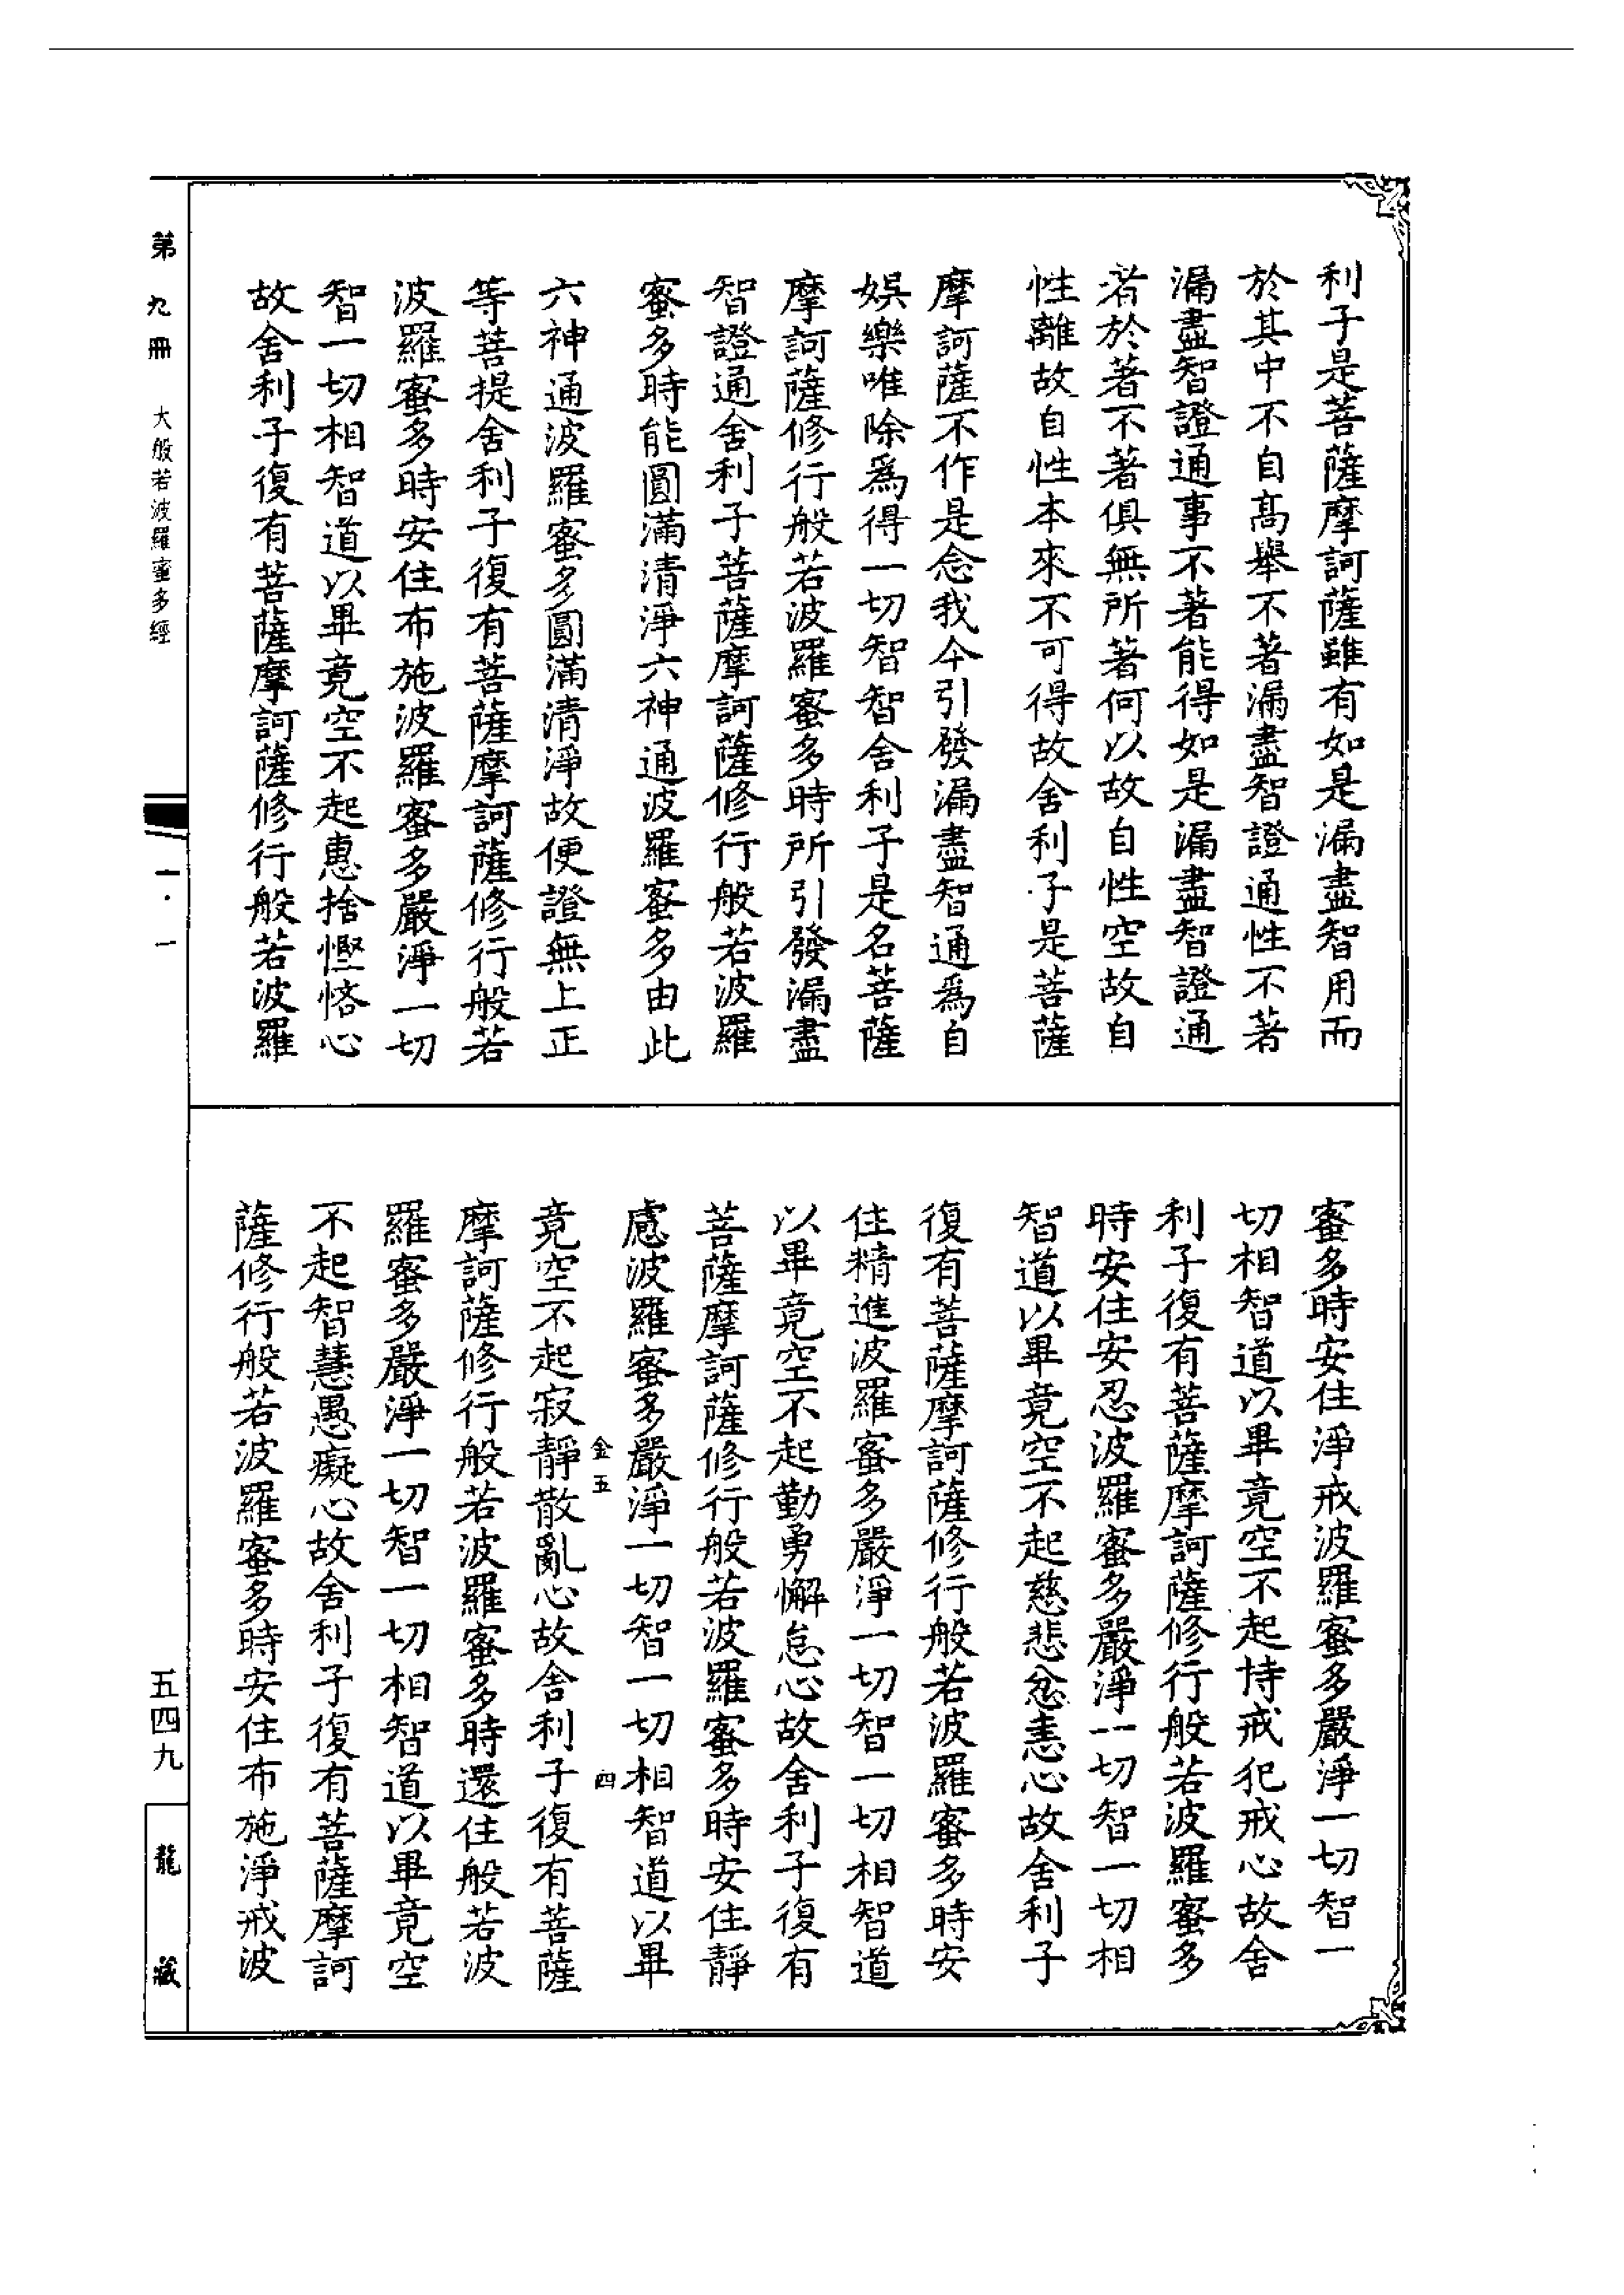 利子是菩薩摩訶薩雖有如是漏盡智用而
於其中不自高舉不著漏盡智證通性不著
漏盡智證通事不著能得如是漏盡智證通
者於著不著俱無所著何以故自性空故自
性離故自性本來不可得故舍利子是菩薩
摩訶薩不作是念我今引發漏盡智通爲自
娛樂唯除爲得一切智智舍利子是名菩薩
摩訶薩修行般若波羅蜜多時所引發漏盡
智證通舍利子菩薩摩訶薩修行般若波羅
蜜多時能圓滿清淨六神通波羅蜜多由此
六神通波羅蜜多圓滿清淨故便證無上正
等菩提舍利子復有菩薩摩訶薩修行般若
波羅蜜多時安住布施波羅蜜多嚴淨一切
智一切相智道以畢竟空不起惠捨慳悋心
故舍利子復有菩薩摩訶薩修行般若波羅
蜜多時安住淨戒波羅蜜多嚴淨一切智一
切相智道以畢竟空不起持戒犯戒心故舍
利子復有菩薩摩訶薩修行般若波羅蜜多
時安住安忍波羅蜜多嚴淨一切智一切相
智道以畢竟空不起慈悲忿恚心故舍利子
復有菩薩摩訶薩修行般若波羅蜜多時安
住精進波羅蜜多嚴淨一切智一切相智道
以畢竟空不起勤勇懈怠心故舍利子復有
菩薩摩訶薩修行般若波羅蜜多時安住靜
慮波羅蜜多嚴淨一切智一切相智道以畢
金五 四
竟空不起寂靜散亂心故舍利子復有菩薩
摩訶薩修行般若波羅蜜多時還住般若波
羅蜜多嚴淨一切智一切相智道以畢竟空
不起智慧愚癡心故舍利子復有菩薩摩訶
薩修行般若波羅蜜多時安住布施淨戒波
第九冊 大般若波羅蜜多經
一·一
五四九
龍藏